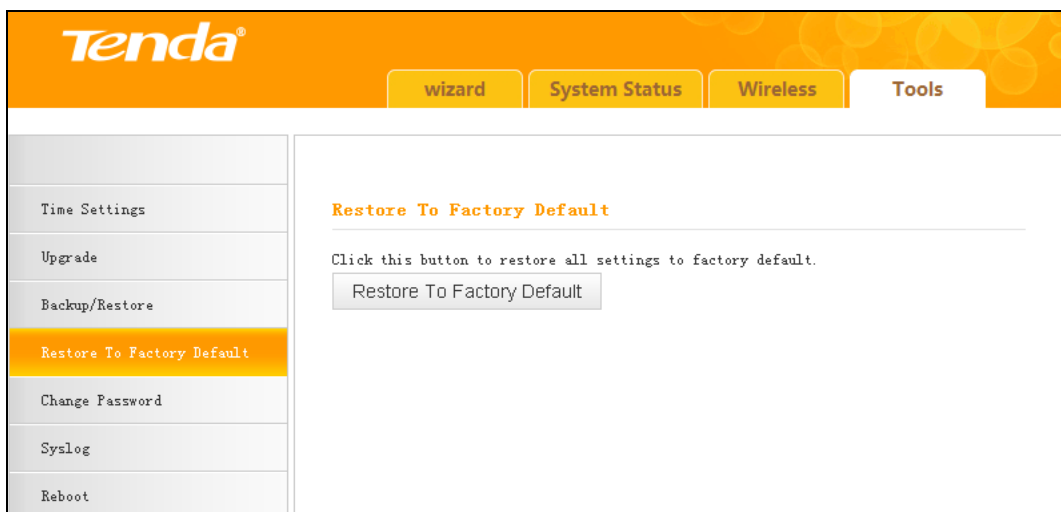 Tenda®
wizard System Status Wireless Tools
Time Settings
Upgrade
Backup/Restore
Restore To Factory Default
Change Password
Syslog
Reboot
Restore To Factory Default
Click this button to restore all settings to factory default.
Restore To Factory Default